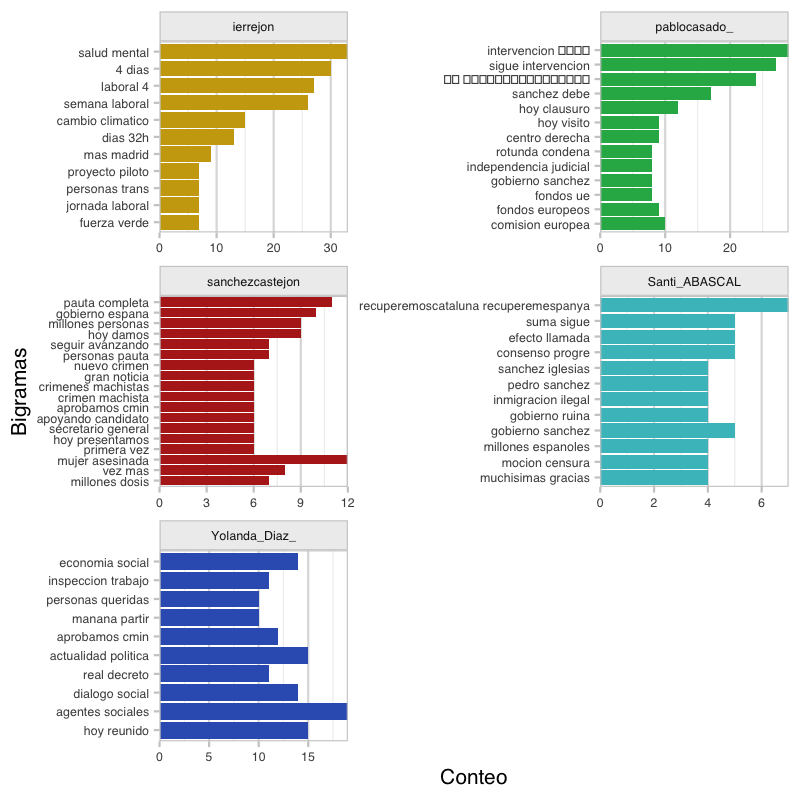 ierrejon
salud mental
4 dias
laboral 4
semana laboral
cambio climatico
dias 32h
mas madrid
proyecto piloto
personas trans
jornada laboral
fuerza verde
0 10 20 30
pablocasado_
intervencion
sigue intervencion
sanchez debe
hoy clausuro
hoy visito
centro derecha
rotunda condena
independencia judicial
gobierno sanchez
fondos ue
fondos europeos
comision europea
0 10 20
sanchezcastejon
pauta completa
gobierno espana
millones personas
hoy damos
seguir avanzando
personas pauta
nuevo crimen
gran noticia
crimenes machistas
crimen machista
aprobamos cmin
apoyando candidato
secretario general
hoy presentamos
primera vez
mujer asesinada
vez mas
millones dosis
0 3 6 9 12
Santi_ABASCAL
recuperemoscataluna recuperemespanya
suma sigue
efecto llamada
consenso progre
sanchez iglesias
pedro sanchez
inmigracion ilegal
gobierno ruina
gobierno sanchez
millones espanoles
mocion censura
muchisimas gracias
0 2 4 6
Yolanda_Diaz_
economia social
inspeccion trabajo
personas queridas
manana partir
aprobamos cmin
actualidad politica
real decreto
dialogo social
agentes sociales
hoy reunido
0 5 10 15
Bigramas
Conteo